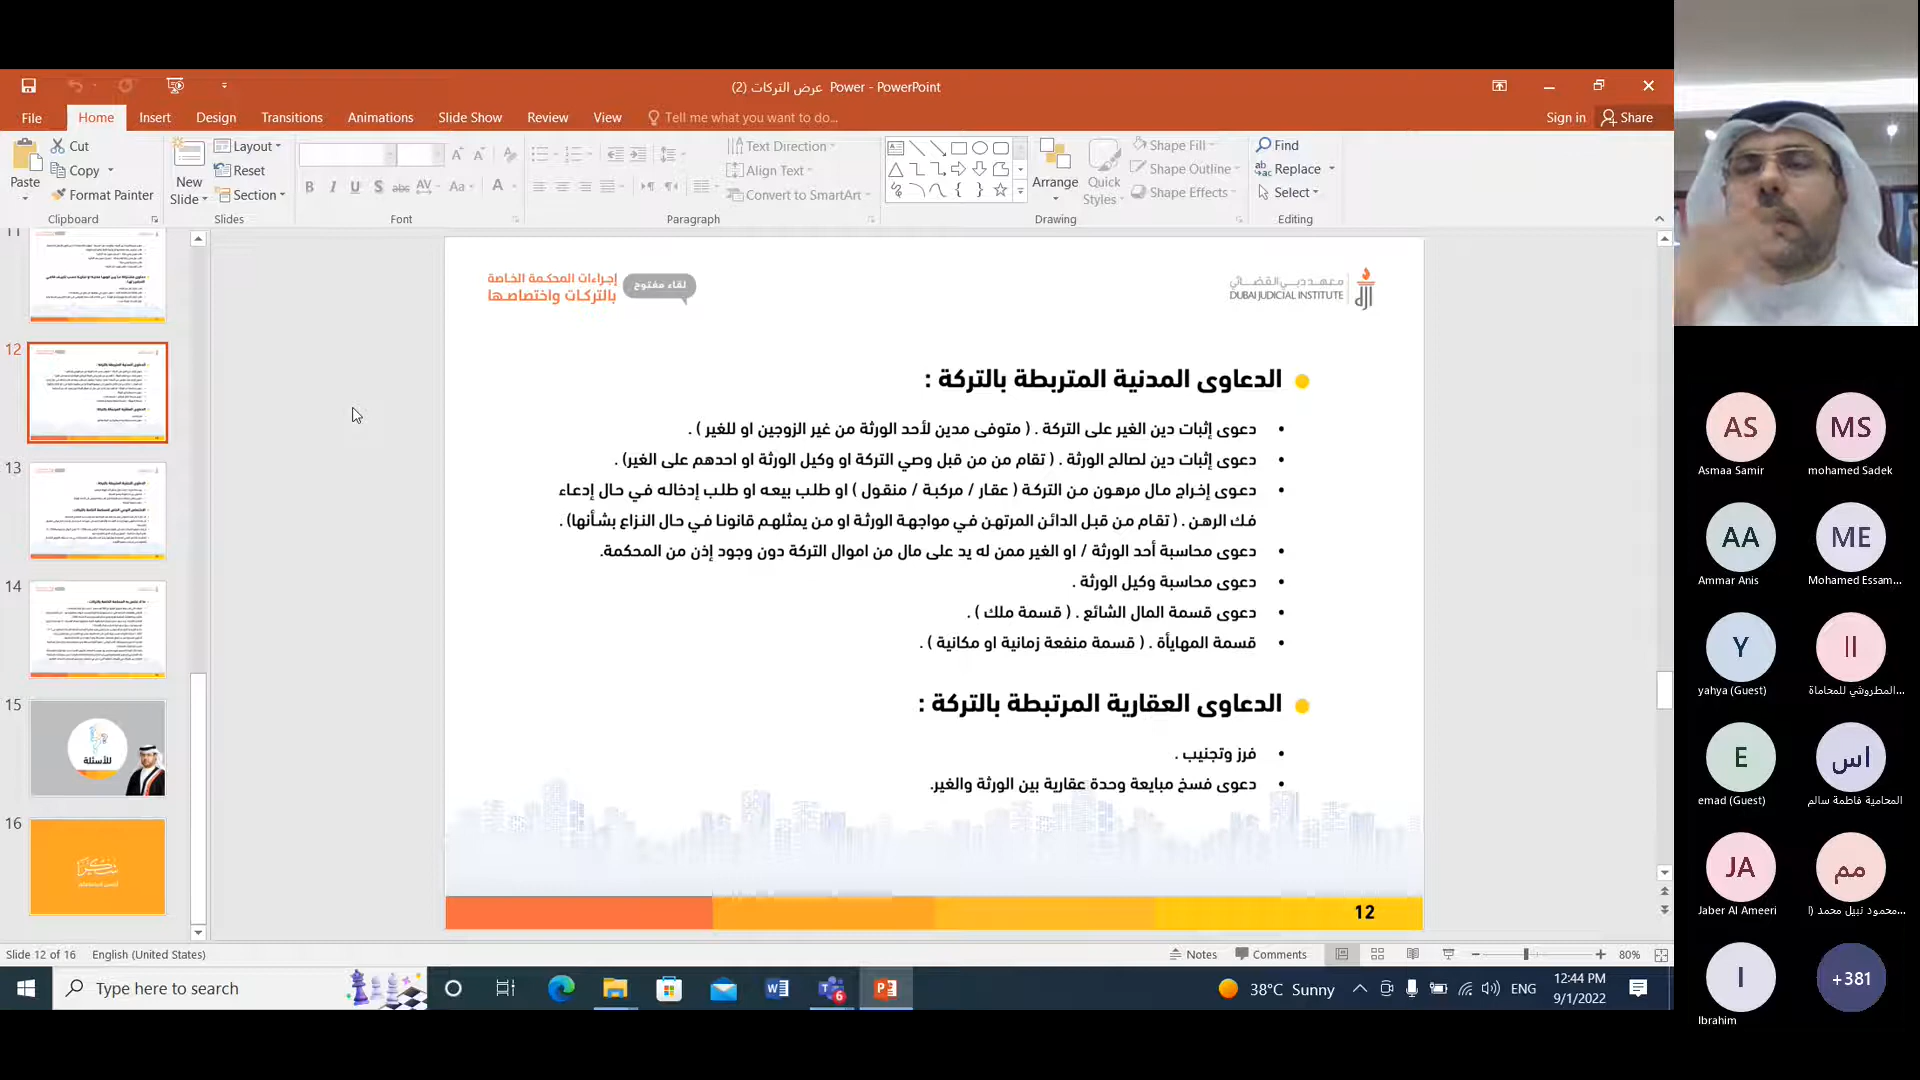 عرض التركات (2) Power - PowerPoint
File
Home
Insert
Design
Transitions
Animations
Slide Show
Review
View
Tell me what you want to do...
Sign in
Share
Paste
Cut
Copy
Format Painter
Clipboard
New Slide
Layout
Reset
Section
Slides
Font
Text Direction
Align Text
Convert to SmartArt
Paragraph
Arrange
Quick Styles
Shape Fill
Shape Outline
Shape Effects
Drawing
Find
Replace
Select
Editing
11
12
13
14
15
للأسئلة
16
لقاء مفتوح
إجراءات المحكمة الخاصة
بالتركات واختصاصها
معهد دبي القضائي
DUBAI JUDICIAL INSTITUTE
الدعاوى المدنية المتربطة بالتركة :
دعوى إثبات دين الغير على التركة . ( متوفى مدين لأحد الورثة من غير الزوجين او للغير ) .
دعوى إثبات دين لصالح الورثة . ( تقام من من قبل وصي التركة او وكيل الورثة او احدهم على الغير) .
دعوى إخراج مال مرهون من التركة ( عقار / مركبة / منقول ) او طلب بيعه او طلب إدخاله في حال إدعاء
فك الرهن . ( تقام من قبل الدائن المرتهن في مواجهة الورثة او من يمثلهم قانونا في حال النزاع بشأنها) .
دعوى محاسبة أحد الورثة / او الغير ممن له يد على مال من اموال التركة دون وجود إذن من المحكمة.
دعوى محاسبة وكيل الورثة .
دعوى قسمة المال الشائع . ( قسمة ملك ) .
قسمة المهايأة . ( قسمة منفعة زمانية او مكانية ) .
الدعاوى العقارية المرتبطة بالتركة :
فرز وتجنيب .
دعوى فسخ مبايعة وحدة عقارية بين الورثة والغير.
12
Slide 12 of 16
English (United States)
Notes
Comments
80%
Type here to search
38°C Sunny
ENG
12:44 PM
9/1/2022
AS
Asmaa Samir
MS
mohamed Sadek
AA
Ammar Anis
ME
Mohamed Essam...
Y
yahya (Guest)
اا
المطروشي للمحاماة...
E
emad (Guest)
اس
المحامية فاطمة سالم
JA
Jaber Al Ameeri
مم
محمود نبيل محمد (ا...
I
Ibrahim
+381